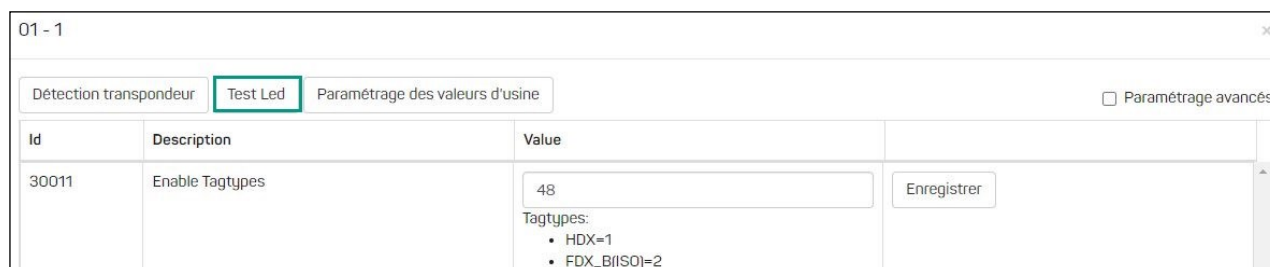 01 - 1
×
Détection transpondeur Test Led Paramétrage des valeurs d'usine Paramétrage avancés
Id Description Value
30011 Enable Tagtypes 48 Enregistrer
Tagtypes:
• HDX=1
• FDX_B(ISO)=2